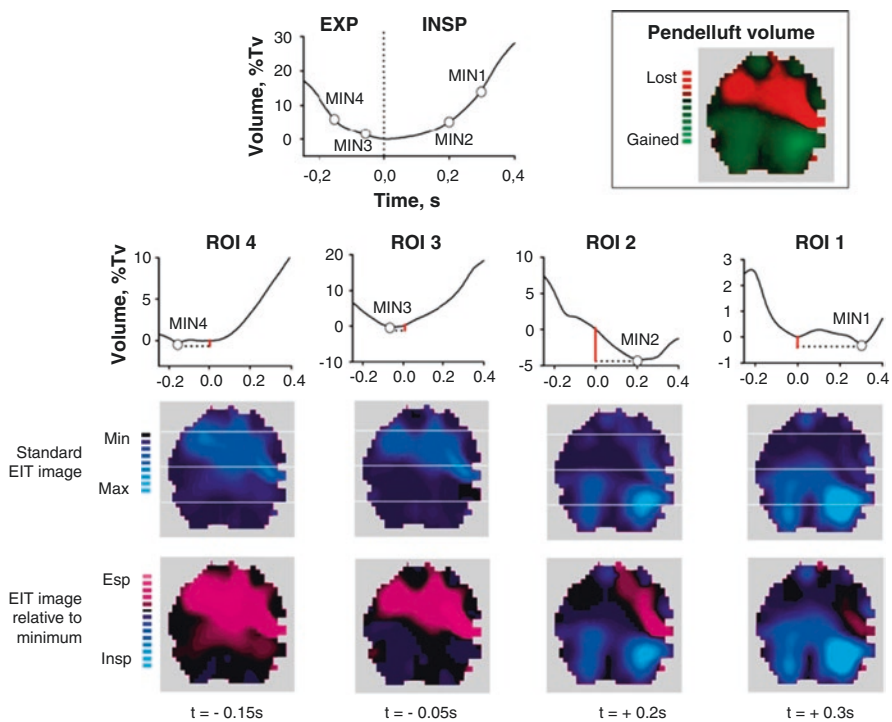 EXP INSP
Volume, %Tv
30
20
10
0
MIN4
MIN3
MIN1
MIN2
-0,2 0,0 0,2 0,4
Time, s
Pendelluft volume
Lost
Gained
ROI 4
Volume, %Tv
10
5
0
MIN4
-0.2 0.0 0.2 0.4
ROI 3
20
10
0
-10
MIN3
-0.2 0.0 0.2 0.4
ROI 2
10
5
0
-5
MIN2
-0.2 0.0 0.2 0.4
ROI 1
3
2
1
0
-1
MIN1
-0.2 0.0 0.2 0.4
Standard
EIT image
Min
Max
EIT image
relative to
minimum
Esp
Insp
t = - 0.15s
t = - 0.05s
t = + 0.2s
t = + 0.3s